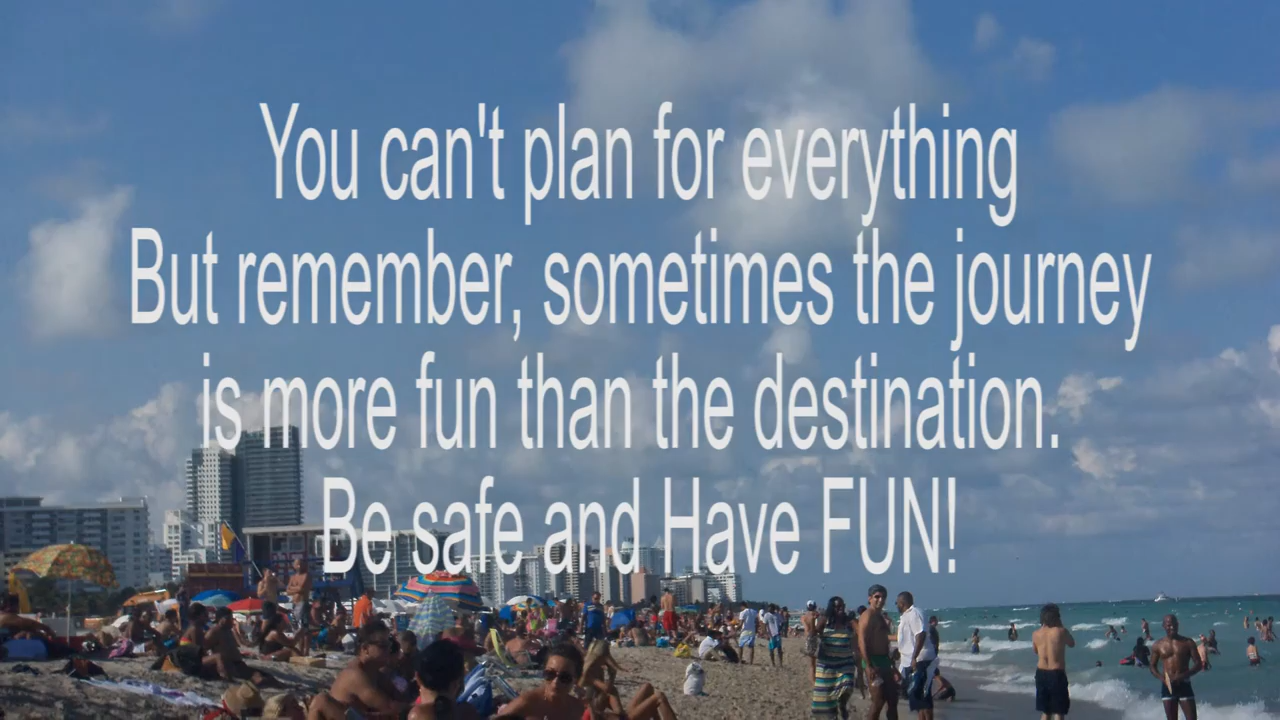 You can't plan for everything
But remember, sometimes the journey
is more fun than the destination.
Be safe and Have FUN!